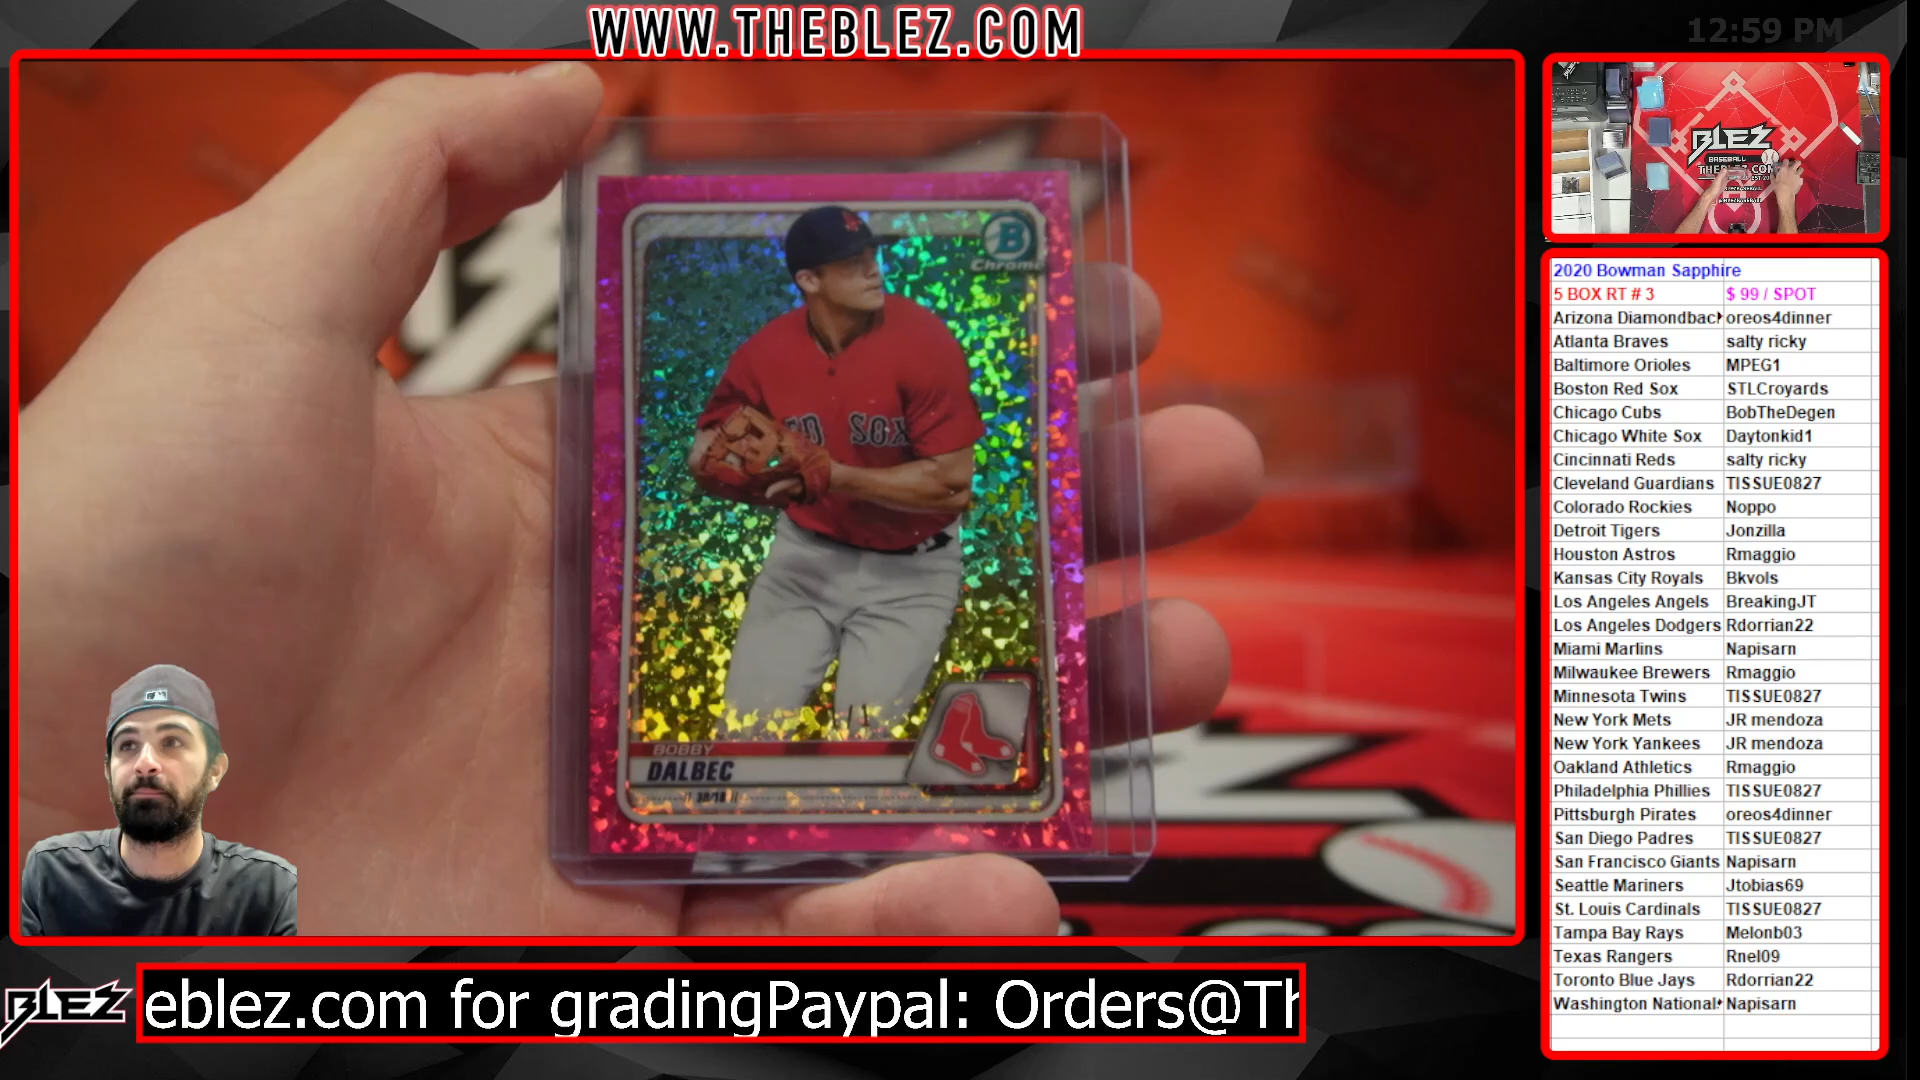 WWW.THEBLEZ.COM
12:59 PM
B
Chrome
RED SOX
BOBBY
DALBEC
BLEZ
BASEBALL
THEBLEZ.COM
2020 Bowman Sapphire
5 BOX RT # 3 $ 99 / SPOT
Arizona Diamondbac oreos4dinner
Atlanta Braves salty ricky
Baltimore Orioles MPEG1
Boston Red Sox STLCroyards
Chicago Cubs BobTheDegen
Chicago White Sox Daytonkid1
Cincinnati Reds salty ricky
Cleveland Guardians TISSUE0827
Colorado Rockies Noppo
Detroit Tigers Jonzilla
Houston Astros Rmaggio
Kansas City Royals Bkvols
Los Angeles Angels BreakingJT
Los Angeles Dodgers Rdorrian22
Miami Marlins Napisarn
Milwaukee Brewers Rmaggio
Minnesota Twins TISSUE0827
New York Mets JR mendoza
New York Yankees JR mendoza
Oakland Athletics Rmaggio
Philadelphia Phillies TISSUE0827
Pittsburgh Pirates oreos4dinner
San Diego Padres TISSUE0827
San Francisco Giants Napisarn
Seattle Mariners Jtobias69
St. Louis Cardinals TISSUE0827
Tampa Bay Rays Melonb03
Texas Rangers Rnel09
Toronto Blue Jays Rdorrian22
Washington National Napisarn
BLEZ
eblez.com for gradingPaypal: Orders@Th